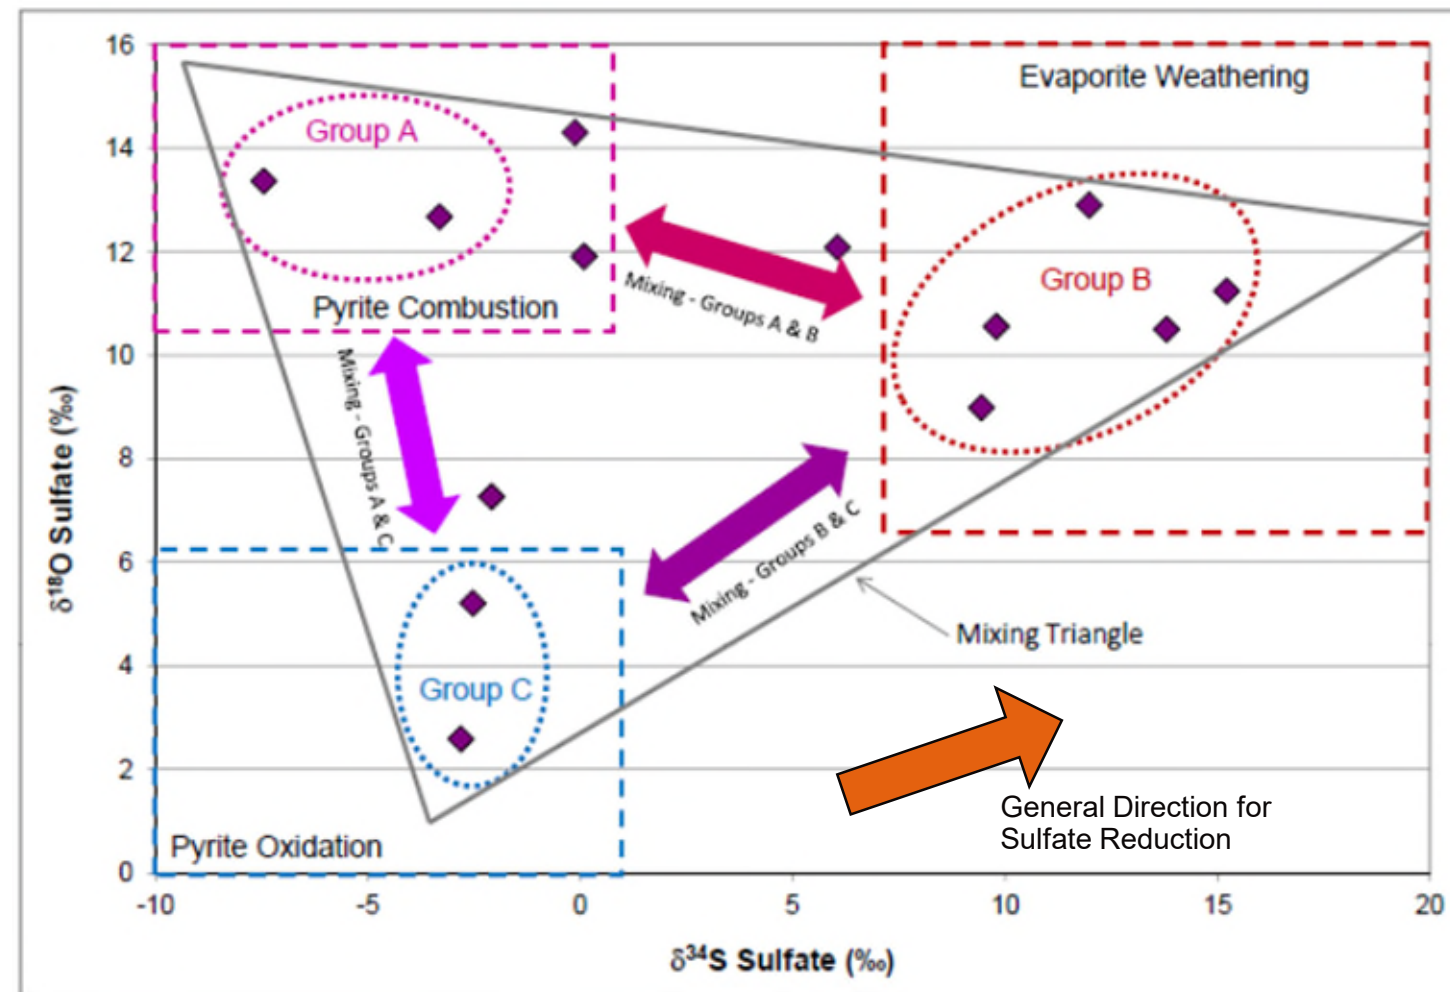 16
14
12
10
8
6
4
2
0
-10
-5
0
5
10
15
20
δ¹⁸O Sulfate (‰)
δ³⁴S Sulfate (‰)
Evaporite Weathering
Group A
Pyrite Combustion
Mixing - Groups A & B
Group B
Mixing - Groups A & C
Mixing - Groups B & C
Mixing Triangle
Group C
Pyrite Oxidation
General Direction for
Sulfate Reduction